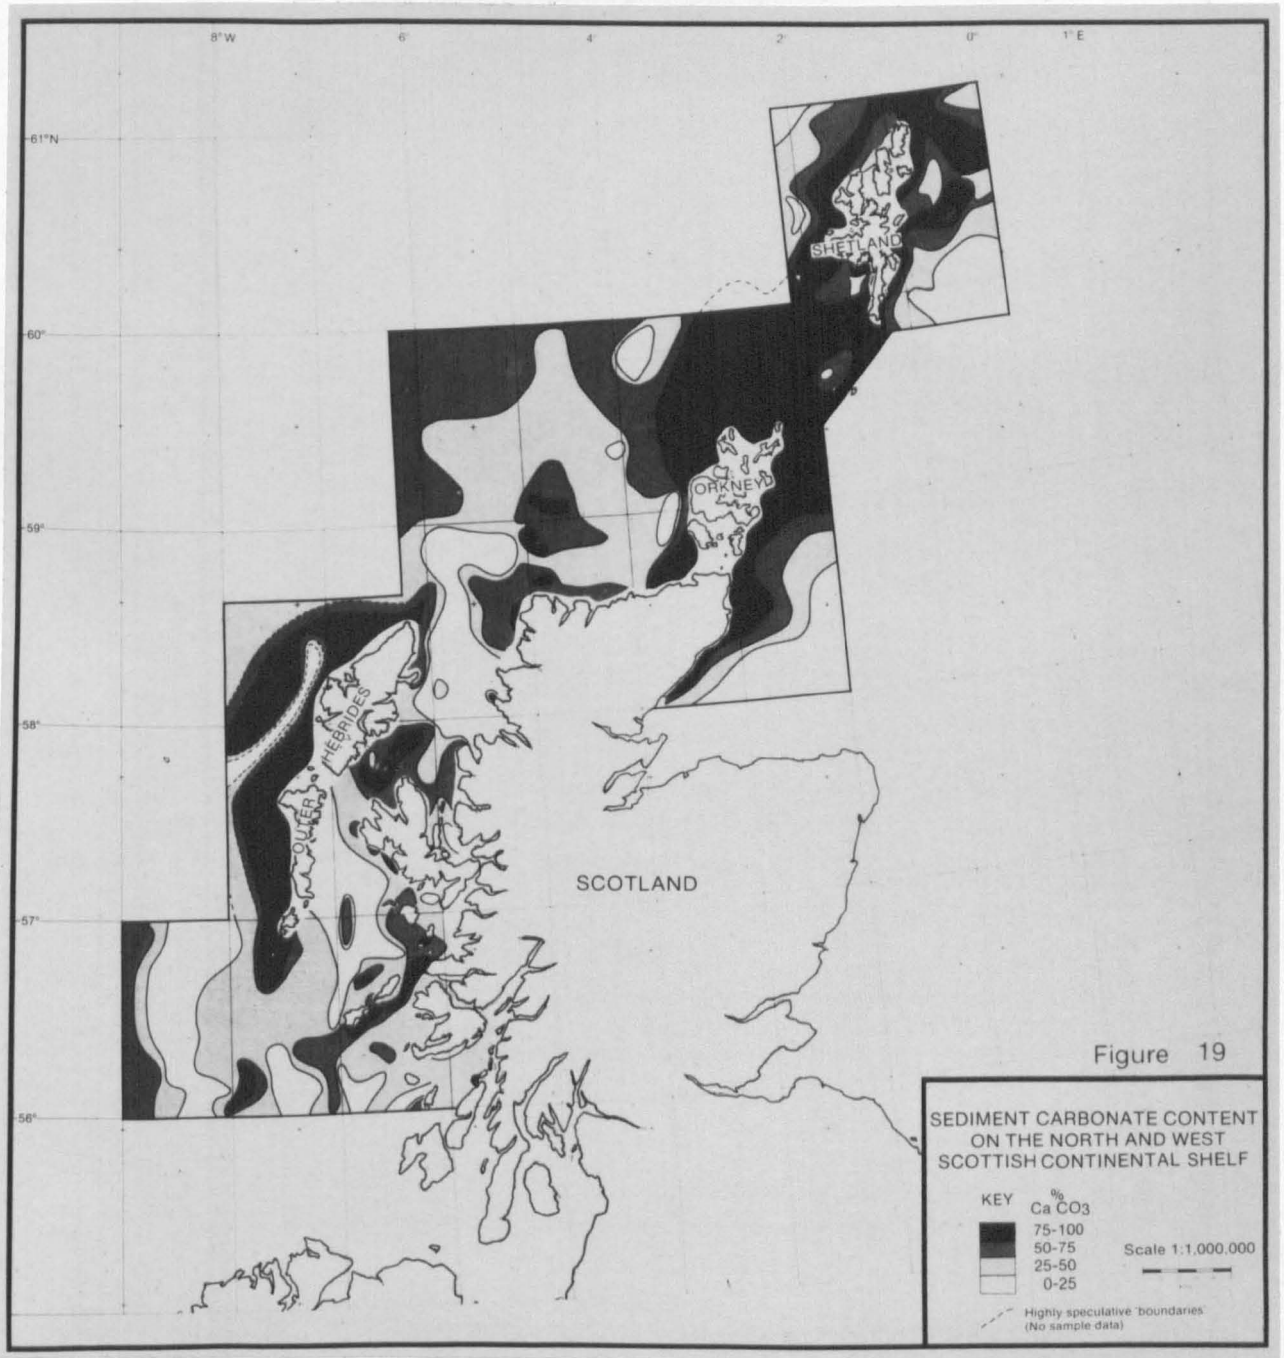 8°W 6° 4° 2° 0° 1°E
61°N
SHETLAND
60°
ORKNEY
59°
58°
OUTER HEBRIDES
SCOTLAND
57°
Figure 19
56°
SEDIMENT CARBONATE CONTENT
ON THE NORTH AND WEST
SCOTTISH CONTINENTAL SHELF
KEY % Ca CO3
75-100
50-75
25-50
0-25
Scale 1:1,000.000
Highly speculative 'boundaries'
(No sample data)